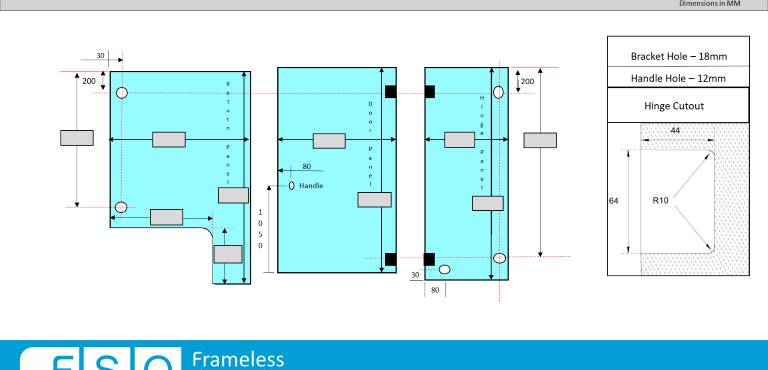 Dimensions in MM
30
200
Return Panel
80
Handle
1050
Door Panel
Hinge Panel
200
30
80
Bracket Hole – 18mm
Handle Hole – 12mm
Hinge Cutout
44
64
R10
Frameless